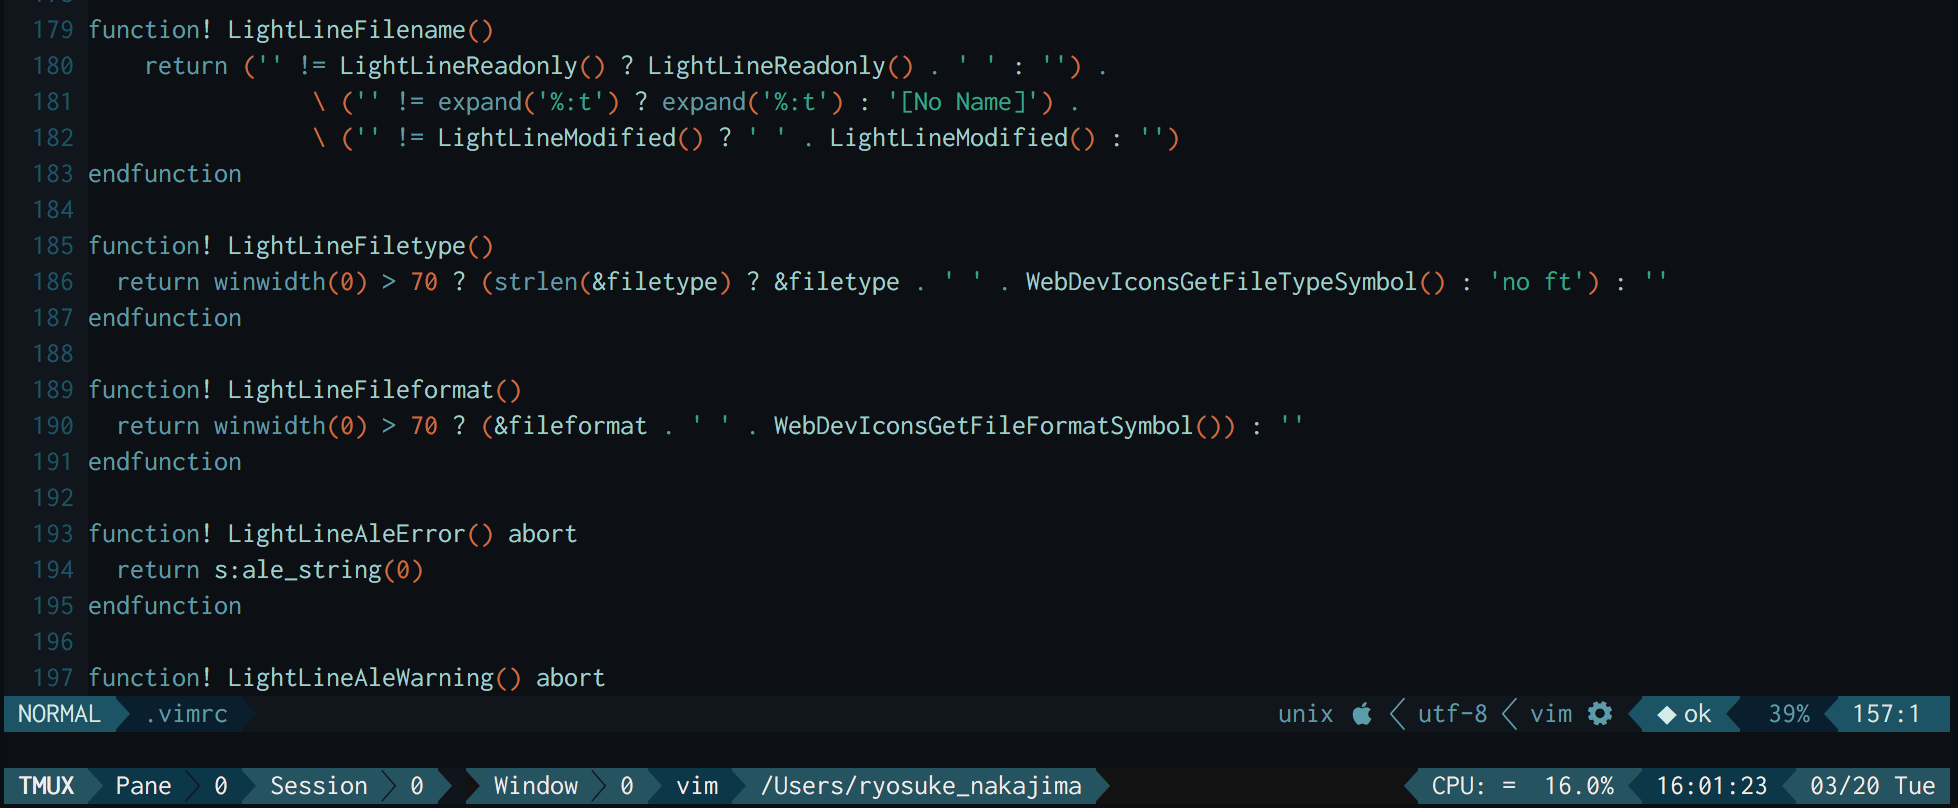 179 function! LightLineFilename()
180     return ('' != LightLineReadonly() ? LightLineReadonly() . ' ' : '') .
181                 \ ('' != expand('%:t') ? expand('%:t') : '[No Name]') .
182                 \ ('' != LightLineModified() ? ' ' . LightLineModified() : '')
183 endfunction
184
185 function! LightLineFiletype()
186   return winwidth(0) > 70 ? (strlen(&filetype) ? &filetype . ' ' . WebDevIconsGetFileTypeSymbol() : 'no ft') : ''
187 endfunction
188
189 function! LightLineFileformat()
190   return winwidth(0) > 70 ? (&fileformat . ' ' . WebDevIconsGetFileFormatSymbol()) : ''
191 endfunction
192
193 function! LightLineAleError() abort
194   return s:ale_string(0)
195 endfunction
196
197 function! LightLineAleWarning() abort
NORMAL .vimrc unix utf-8 vim ◆ ok 39% 157:1
TMUX Pane 0 Session 0 Window 0 vim /Users/ryosuke_nakajima CPU: = 16.0% 16:01:23 03/20 Tue